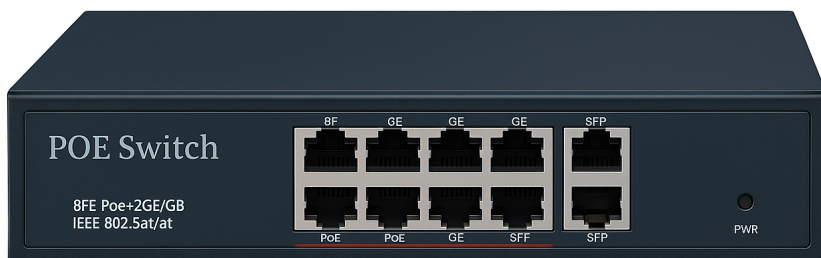 8F GE GE GE SFP
POE Switch
8FE Poe+2GE/GB
IEEE 802.5at/at
PoE PoE GE SFF SFP
PWR